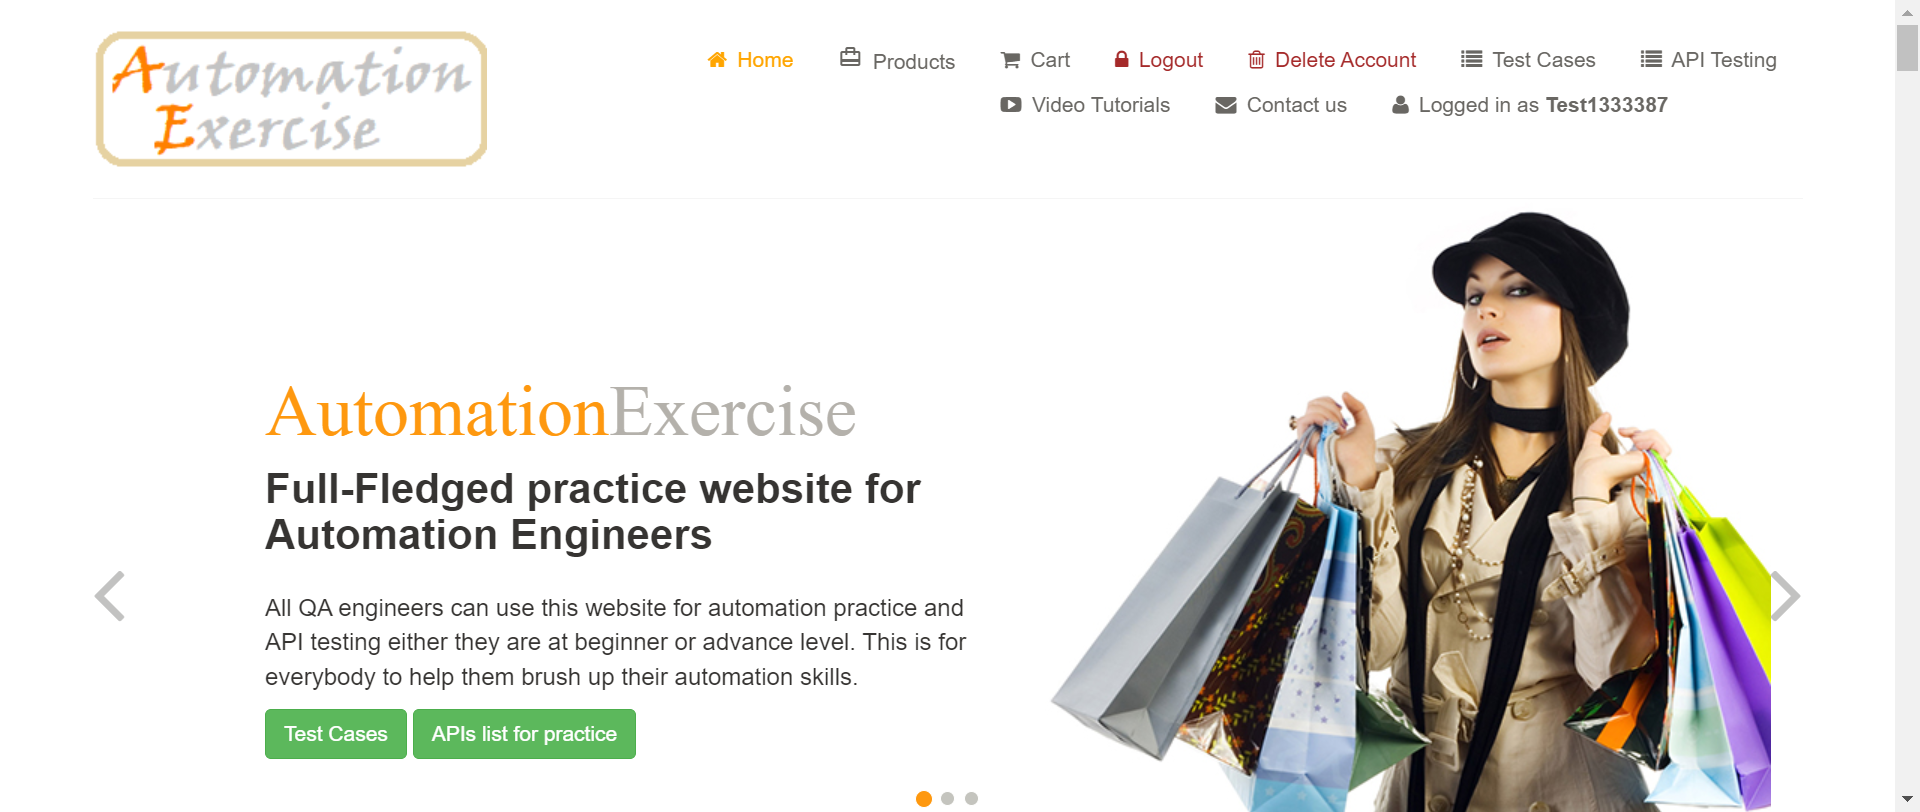 Automation
Exercise
Home Products Cart Logout Delete Account Test Cases API Testing
Video Tutorials Contact us Logged in as Test1333387
AutomationExercise
Full-Fledged practice website for
Automation Engineers
All QA engineers can use this website for automation practice and
API testing either they are at beginner or advance level. This is for
everybody to help them brush up their automation skills.
Test Cases APIs list for practice